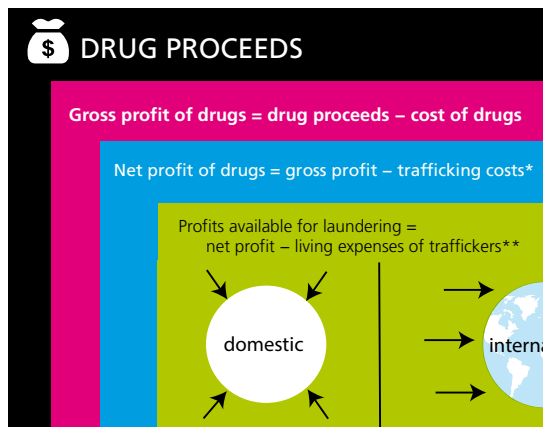 $ DRUG PROCEEDS
Gross profit of drugs = drug proceeds – cost of drugs
Net profit of drugs = gross profit – trafficking costs*
Profits available for laundering =
net profit – living expenses of traffickers**
domestic